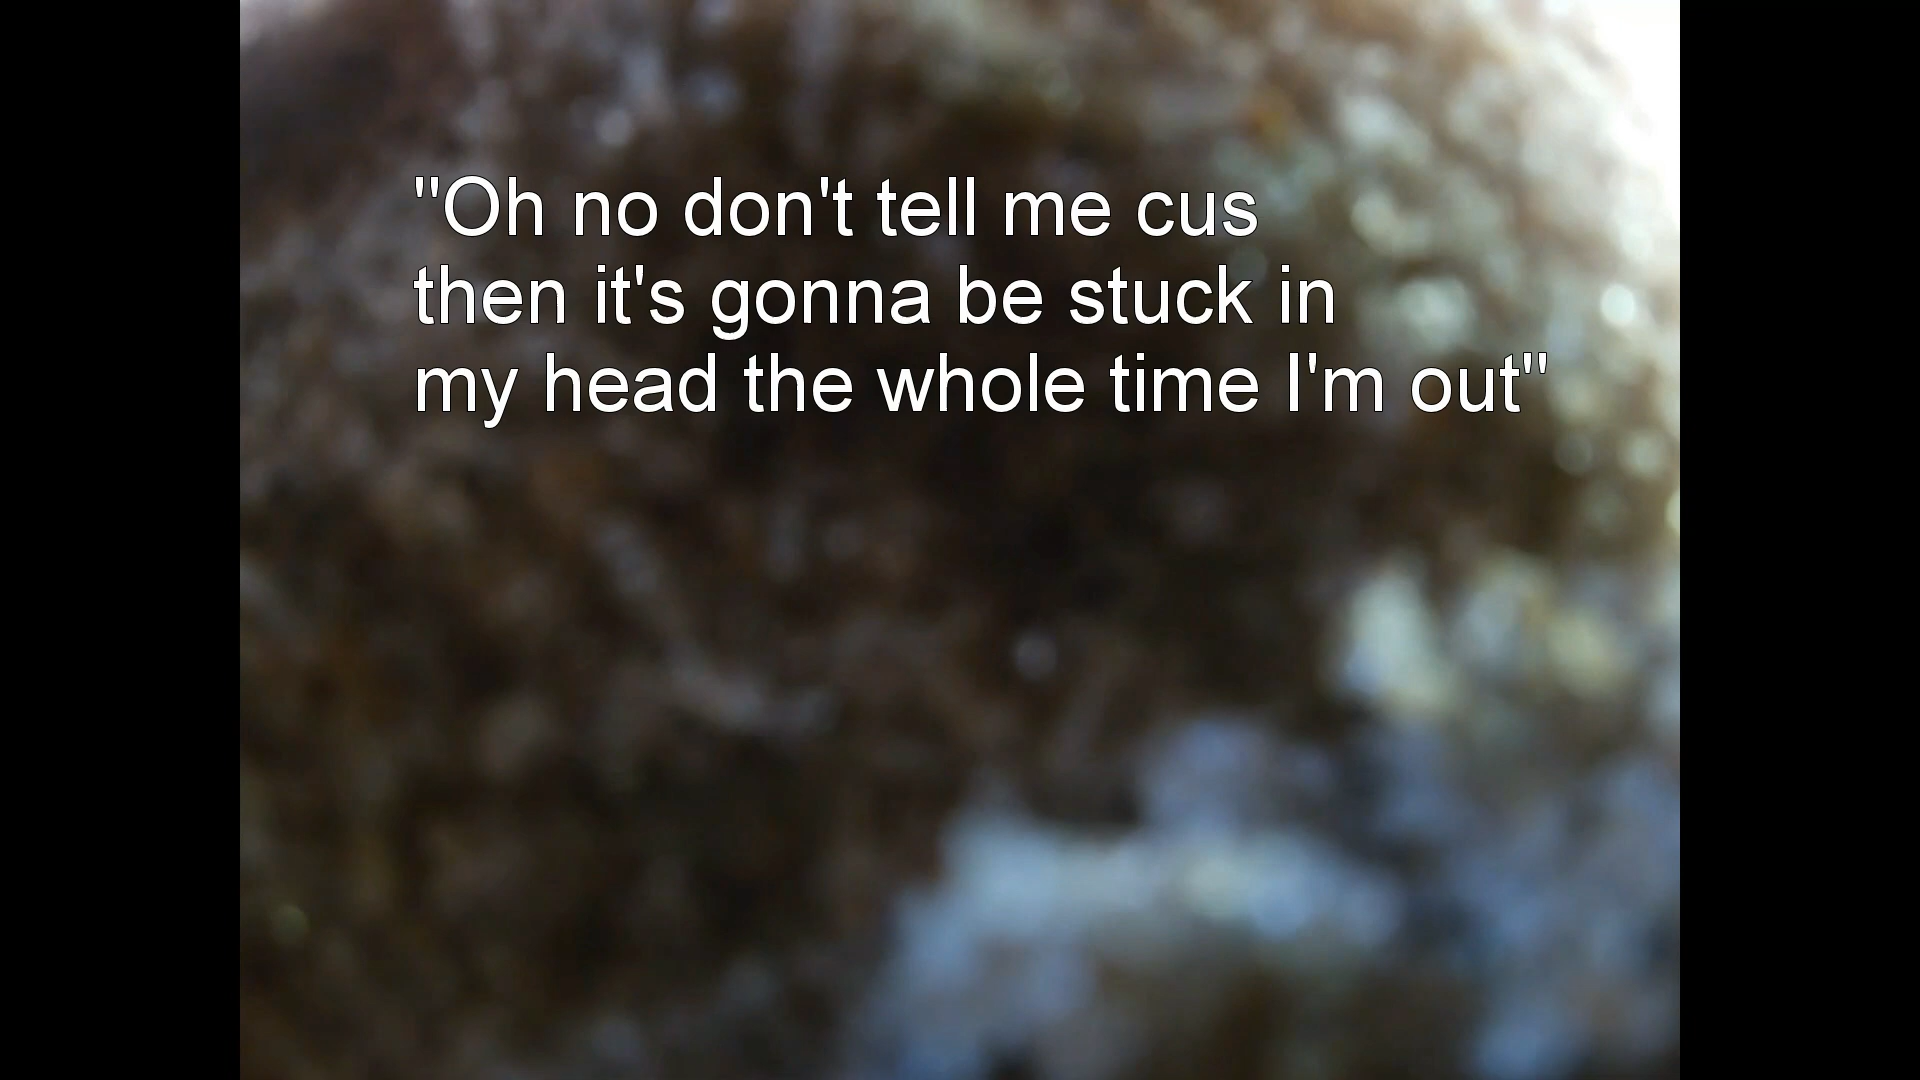 "Oh no don't tell me cus
then it's gonna be stuck in
my head the whole time I'm out"